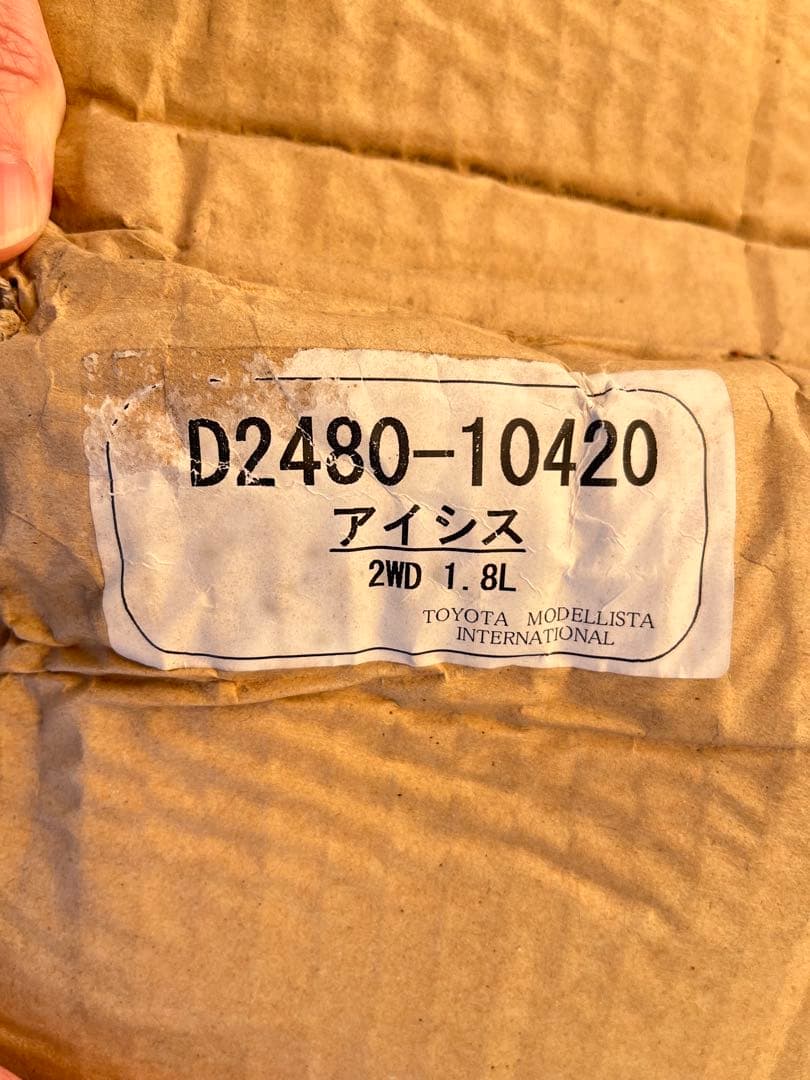 D2480-10420
アイシス
2WD 1.8L
TOYOTA MODELLISTA
INTERNATIONAL